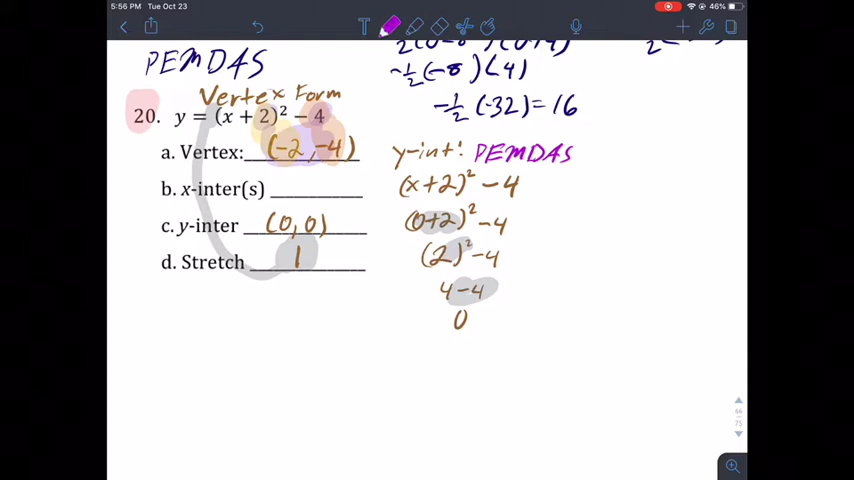 5:56 PM Tue Oct 23
46%
PEMDAS
-½(-8)(4)
-½(-32) = 16
Vertex Form
20. y = (x + 2)² − 4
a. Vertex: (-2, -4)
b. x-inter(s)
c. y-inter (0, 0)
d. Stretch 1
y-int: PEMDAS
(x+2)² - 4
(0+2)² - 4
(2)² - 4
4 - 4
0
66
75